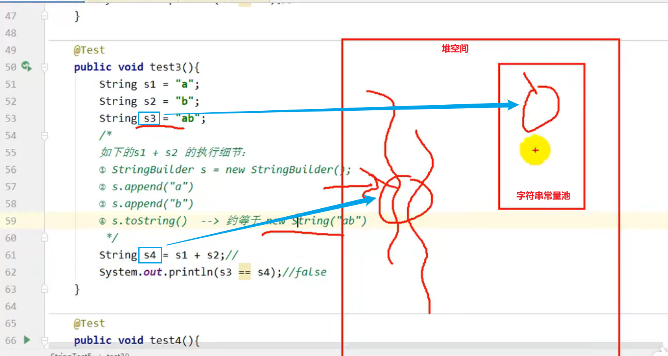 47 }
48
49 @Test
50 public void test3(){
51 String s1 = "a";
52 String s2 = "b";
53 String s3 = "ab";
54 /*
55 如下的s1 + s2 的执行细节：
56 ① StringBuilder s = new StringBuilder();
57 ② s.append("a")
58 ③ s.append("b")
59 ④ s.toString() --> 约等于 new String("ab")
60 */
61 String s4 = s1 + s2;//
62 System.out.println(s3 == s4);//false
63 }
64
65 @Test
66 public void test4(){
堆空间
字符串常量池